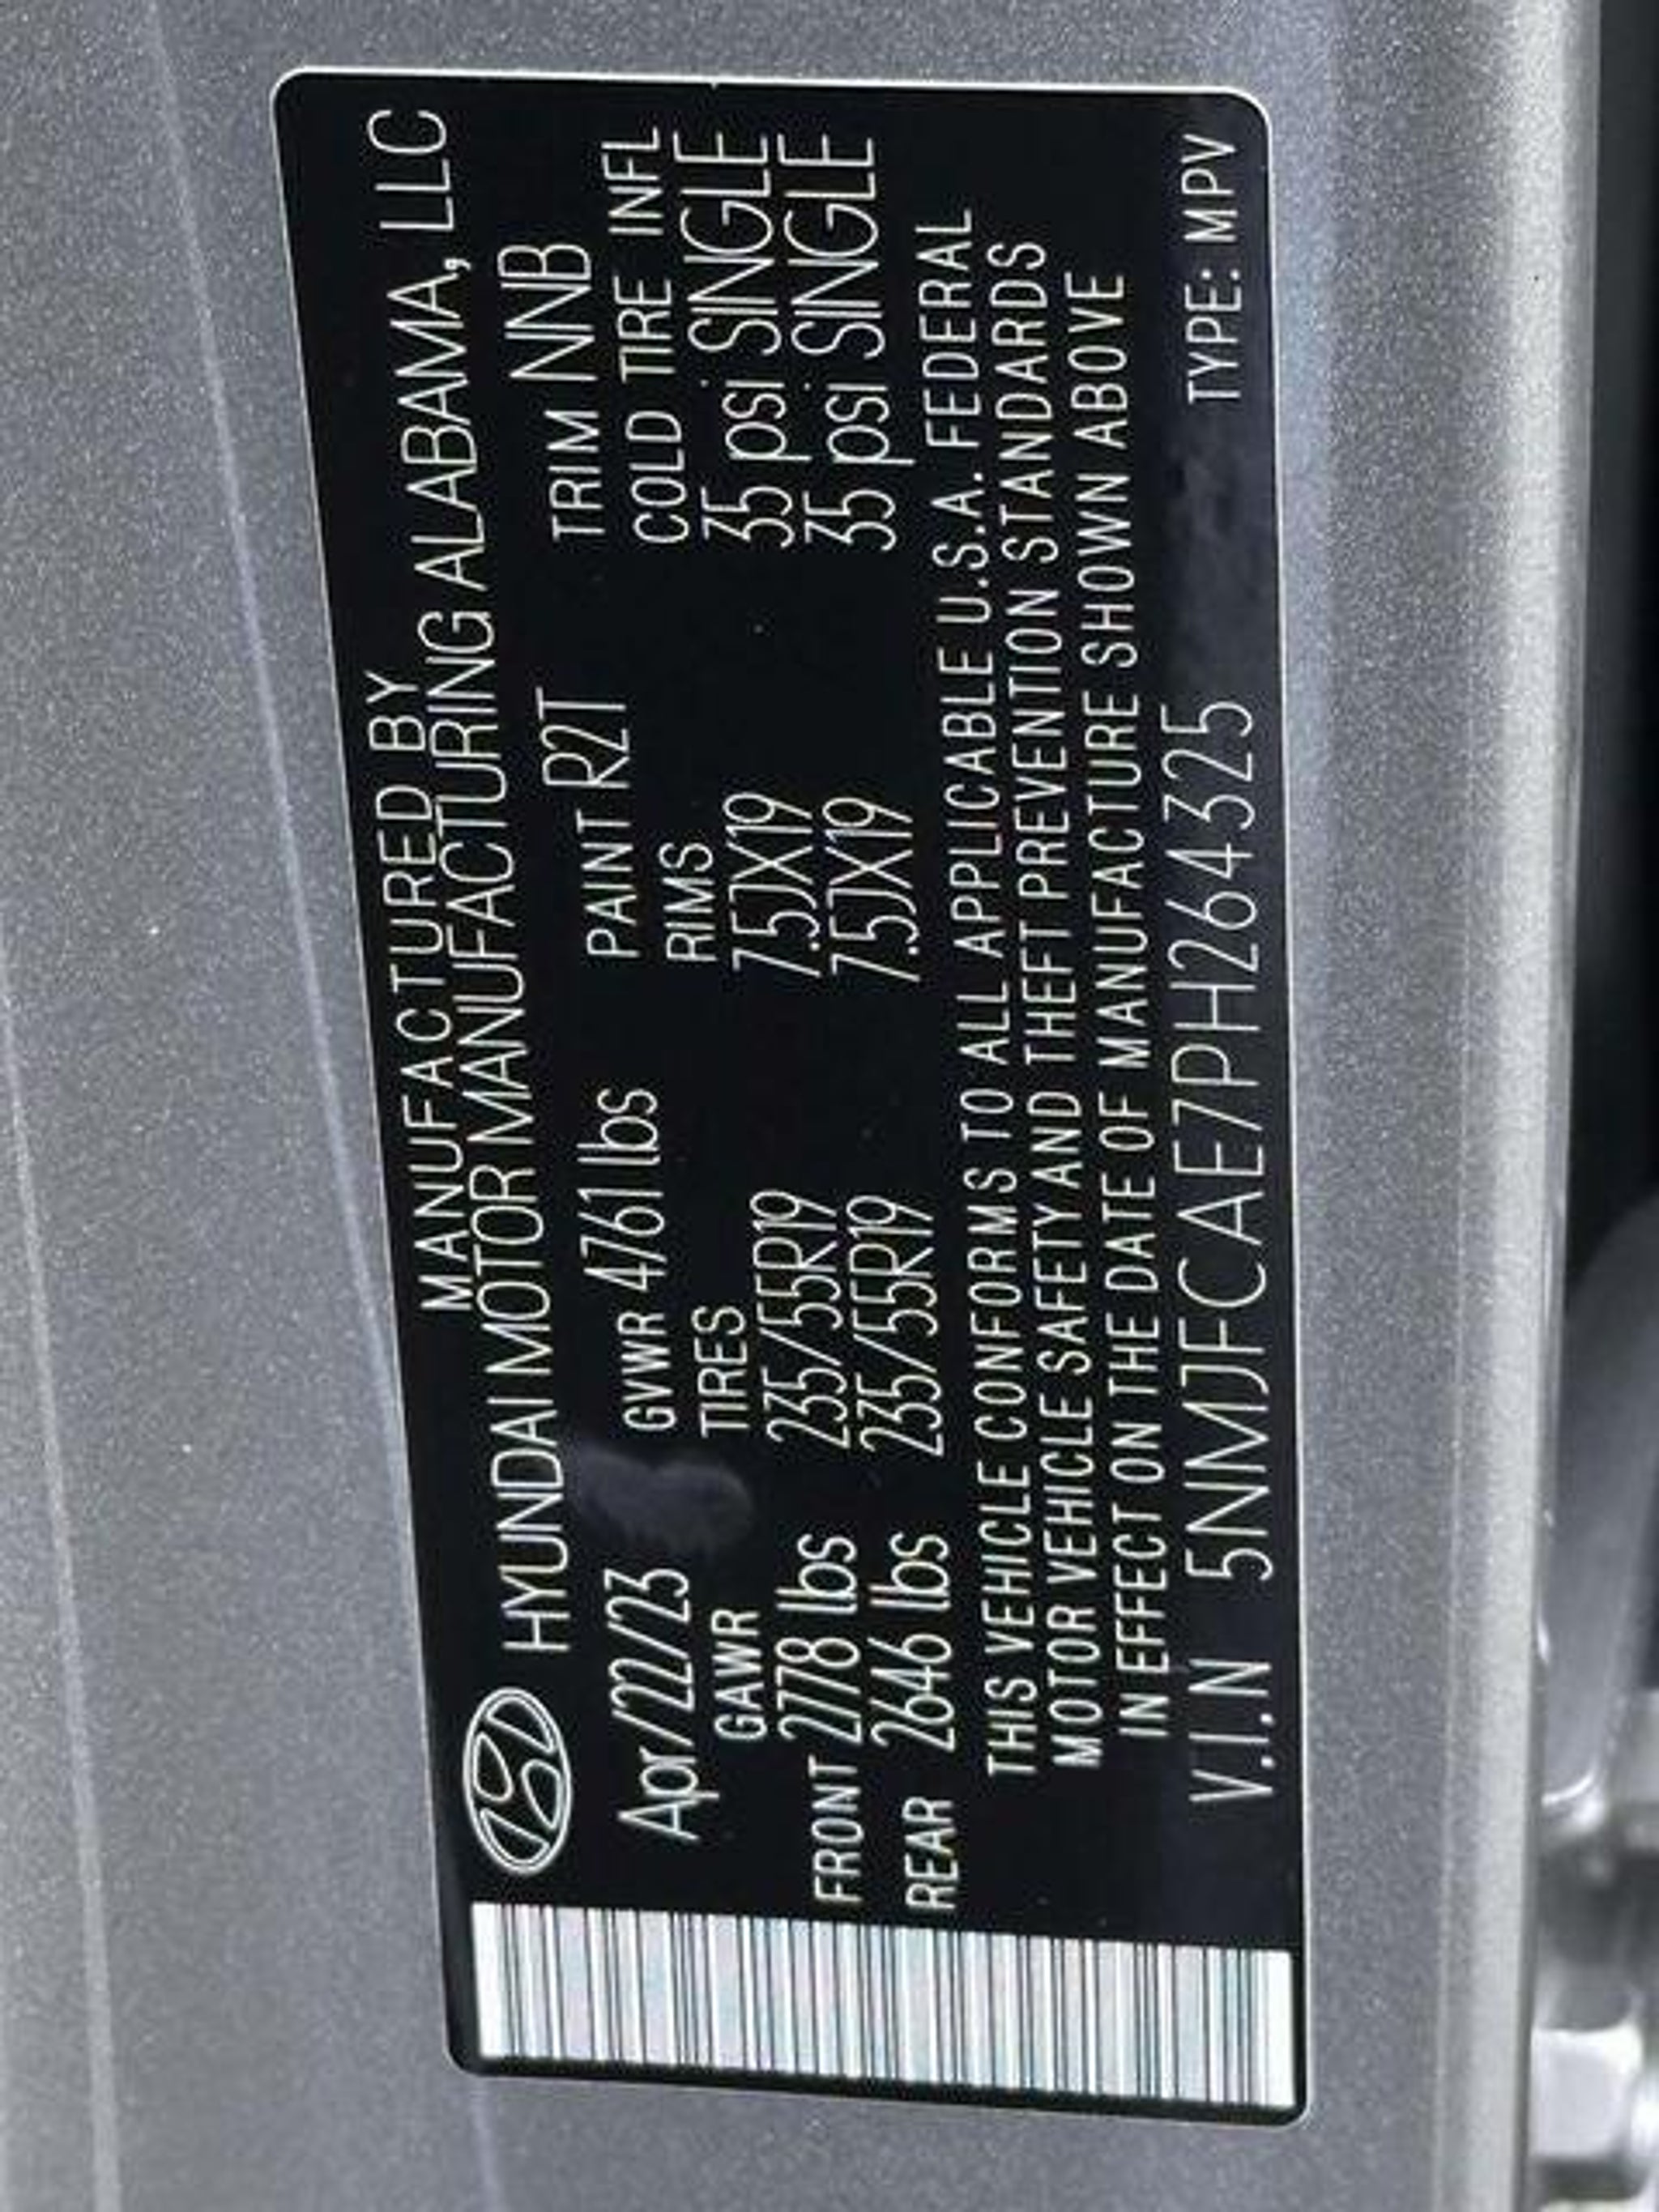 MANUFACTURED BY
HYUNDAI MOTOR MANUFACTURING ALABAMA, LLC
Apr/22/23 GVWR 4761 lbs PAINT R2T TRIM NNB
GAWR TIRES RIMS COLD TIRE INFL
FRONT 2778 lbs 235/55R19 7.5JX19 35 psi SINGLE
REAR 2646 lbs 235/55R19 7.5JX19 35 psi SINGLE
THIS VEHICLE CONFORMS TO ALL APPLICABLE U.S.A. FEDERAL
MOTOR VEHICLE SAFETY AND THEFT PREVENTION STANDARDS
IN EFFECT ON THE DATE OF MANUFACTURE SHOWN ABOVE
V.I.N 5NMJFCAE7PH264325 TYPE: MPV